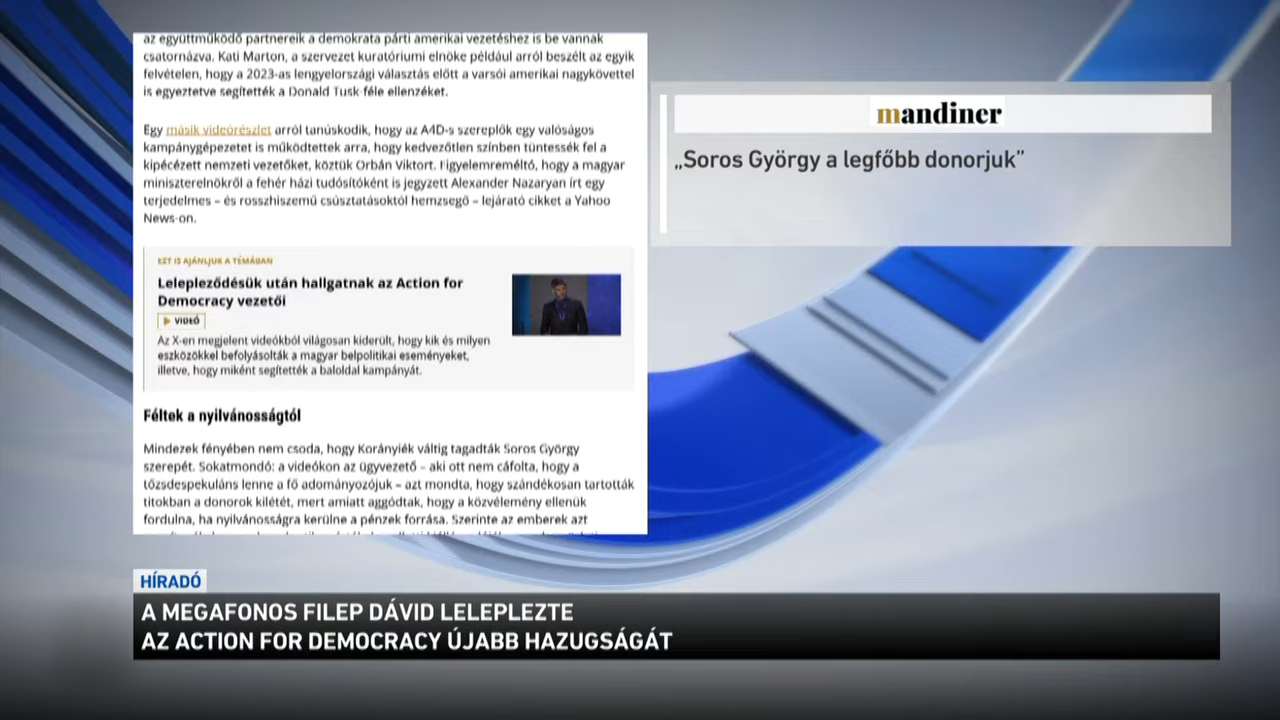 az együttműködő partnereik a demokrata párti amerikai vezetéshez is be vannak
csatornázva. Kati Marton, a szervezet kuratóriumi elnöke például arról beszélt az egyik
felvételen, hogy a 2023-as lengyelországi választás előtt a varsói amerikai nagykövettel
is egyeztetve segítették a Donald Tusk-féle ellenzéket.
Egy másik videórészlet arról tanúskodik, hogy az A4D-s szereplők egy valóságos
kampánygépezetet is működtettek arra, hogy kedvezőtlen színben tüntessék fel a
kipécézett nemzeti vezetőket, köztük Orbán Viktort. Figyelemreméltó, hogy a magyar
miniszterelnökről a fehér házi tudósítóként is jegyzett Alexander Nazaryan írt egy
terjedelmes – és rosszhiszemű csúsztatásoktól hemzsegő – lejárató cikket a Yahoo
News-on.
EZT IS AJÁNLJUK A TÉMÁBAN
Lelepleződésük után hallgatnak az Action for
Democracy vezetői
VIDEÓ
Az X-en megjelent videókból világosan kiderült, hogy kik és milyen
eszközökkel befolyásolták a magyar belpolitikai eseményeket,
illetve, hogy miként segítették a baloldal kampányát.
Féltek a nyilvánosságtól
Mindezek fényében nem csoda, hogy Korányiék váltig tagadták Soros György
szerepét. Sokatmondó: a videókon az ügyvezető – aki ott nem cáfolta, hogy a
tőzsdespekuláns lenne a fő adományozójuk – azt mondta, hogy szándékosan tartották
titokban a donorok kilétét, mert amiatt aggódtak, hogy a közvélemény ellenük
fordulna, ha nyilvánosságra kerülne a pénzek forrása. Szerinte az emberek azt
mandiner
„Soros György a legfőbb donorjuk”
HÍRADÓ
A MEGAFONOS FILEP DÁVID LELEPLEZTE
AZ ACTION FOR DEMOCRACY ÚJABB HAZUGSÁGÁT